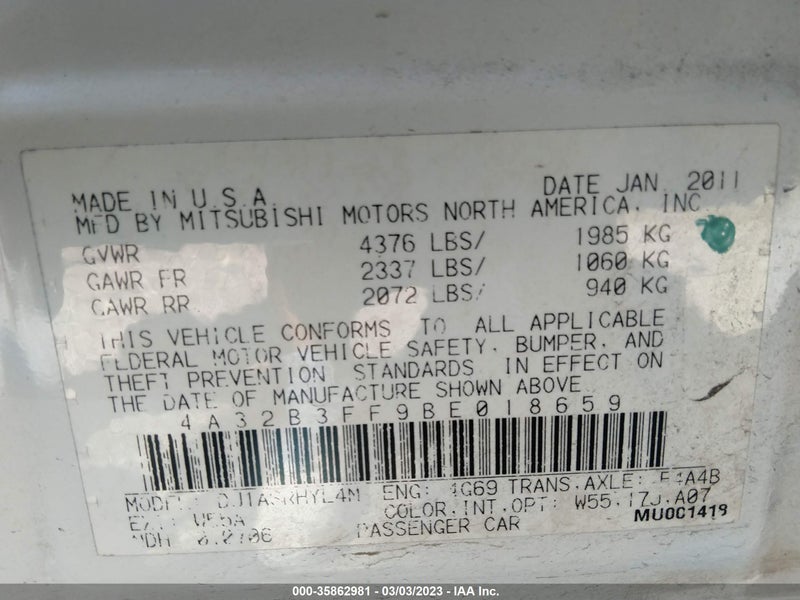 MADE IN U.S.A. DATE JAN. 2011
MFD BY MITSUBISHI MOTORS NORTH AMERICA, INC
GVWR 4376 LBS/ 1985 KG
GAWR FR 2337 LBS/ 1060 KG
GAWR RR 2072 LBS/ 940 KG
THIS VEHICLE CONFORMS TO ALL APPLICABLE
FEDERAL MOTOR VEHICLE SAFETY, BUMPER, AND
THEFT PREVENTION STANDARDS IN EFFECT ON
THE DATE OF MANUFACTURE SHOWN ABOVE
4A32B3FF9BE018659
ENG: 4G69 TRANS.AXLE: F4A4B
COLOR.INT.OPT: W55.17J.A07
PASSENGER CAR MU0C1419
000-35862981 - 03/03/2023 - IAA Inc.